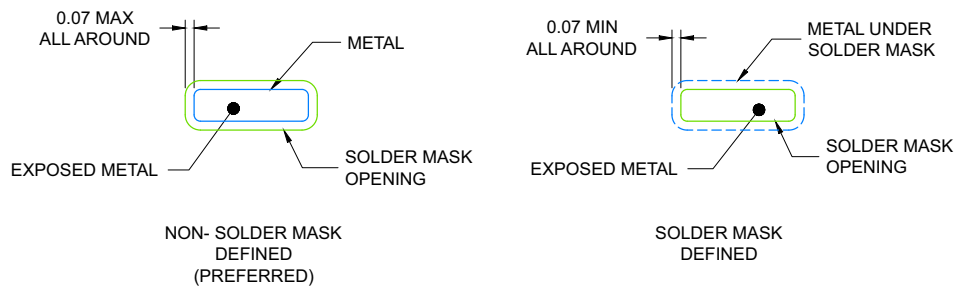 0.07 MAX
ALL AROUND
METAL
EXPOSED METAL
SOLDER MASK
OPENING
NON- SOLDER MASK
DEFINED
(PREFERRED)
0.07 MIN
ALL AROUND
METAL UNDER
SOLDER MASK
EXPOSED METAL
SOLDER MASK
OPENING
SOLDER MASK
DEFINED